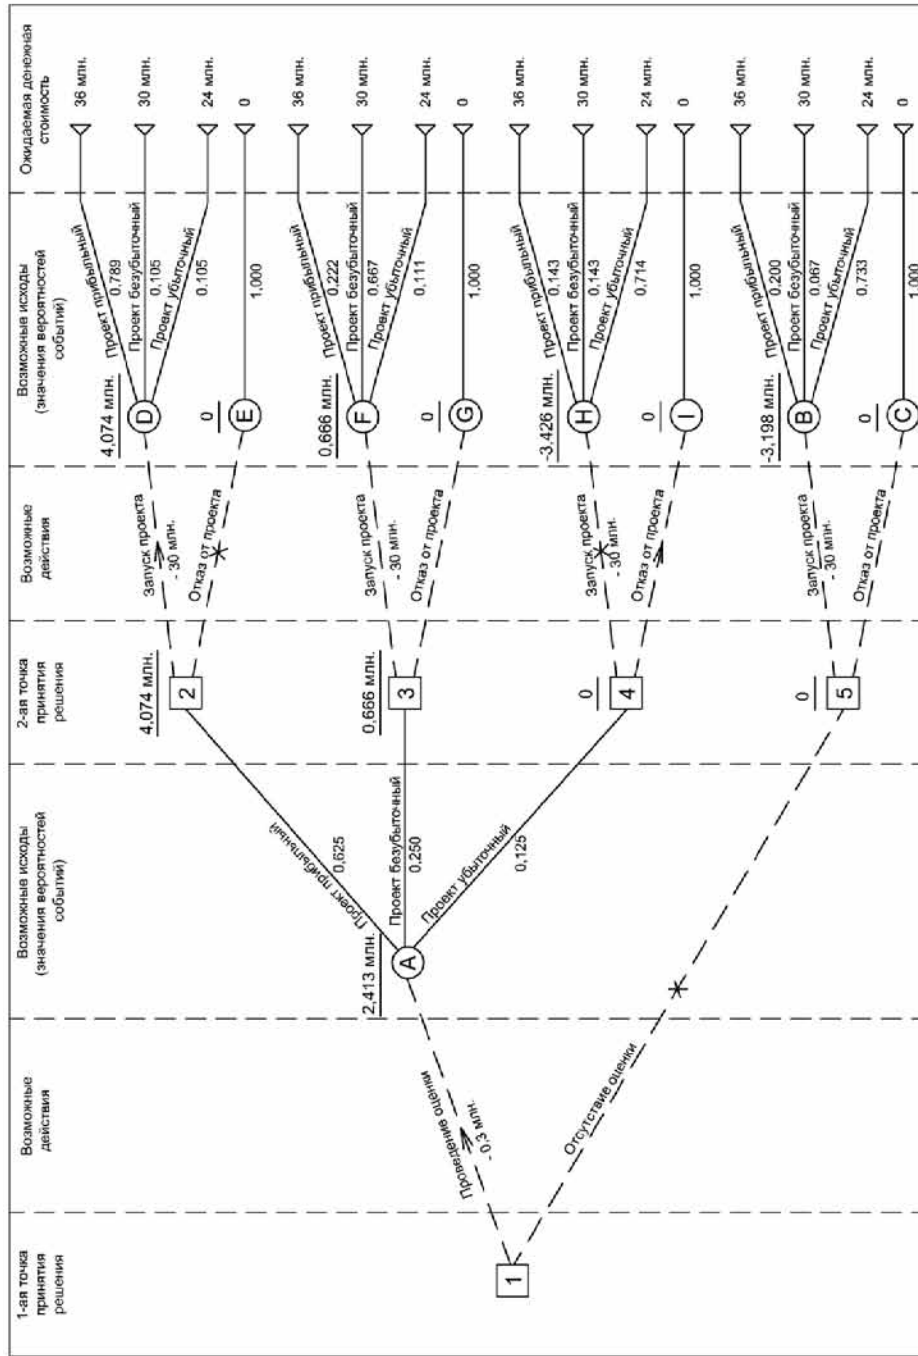 1-ая точка
принятия
решения
Возможные
действия
Возможные исходы
(значения вероятностей
событий)
2-ая точка
принятия
решения
Возможные
действия
Возможные исходы
(значения вероятностей
событий)
Ожидаемая денежная
стоимость
1
Проведение оценки
- 0,3 млн.
Отсутствие оценки
2,413 млн.
A
Проект прибыльный
0,625
Проект безубыточный
0,250
Проект убыточный
0,125
4,074 млн.
2
Запуск проекта
- 30 млн.
Отказ от проекта
4,074 млн.
D
Проект прибыльный
0,789
Проект безубыточный
0,105
Проект убыточный
0,105
36 млн.
30 млн.
24 млн.
0
E
1,000
0
0,666 млн.
3
Запуск проекта
- 30 млн.
Отказ от проекта
0,666 млн.
F
Проект прибыльный
0,222
Проект безубыточный
0,667
Проект убыточный
0,111
36 млн.
30 млн.
24 млн.
0
G
1,000
0
0
4
Запуск проекта
- 30 млн.
Отказ от проекта
-3,426 млн.
H
Проект прибыльный
0,143
Проект безубыточный
0,143
Проект убыточный
0,714
36 млн.
30 млн.
24 млн.
0
I
1,000
0
0
5
Запуск проекта
- 30 млн.
Отказ от проекта
-3,198 млн.
B
Проект прибыльный
0,200
Проект безубыточный
0,067
Проект убыточный
0,733
36 млн.
30 млн.
24 млн.
0
C
1,000
0